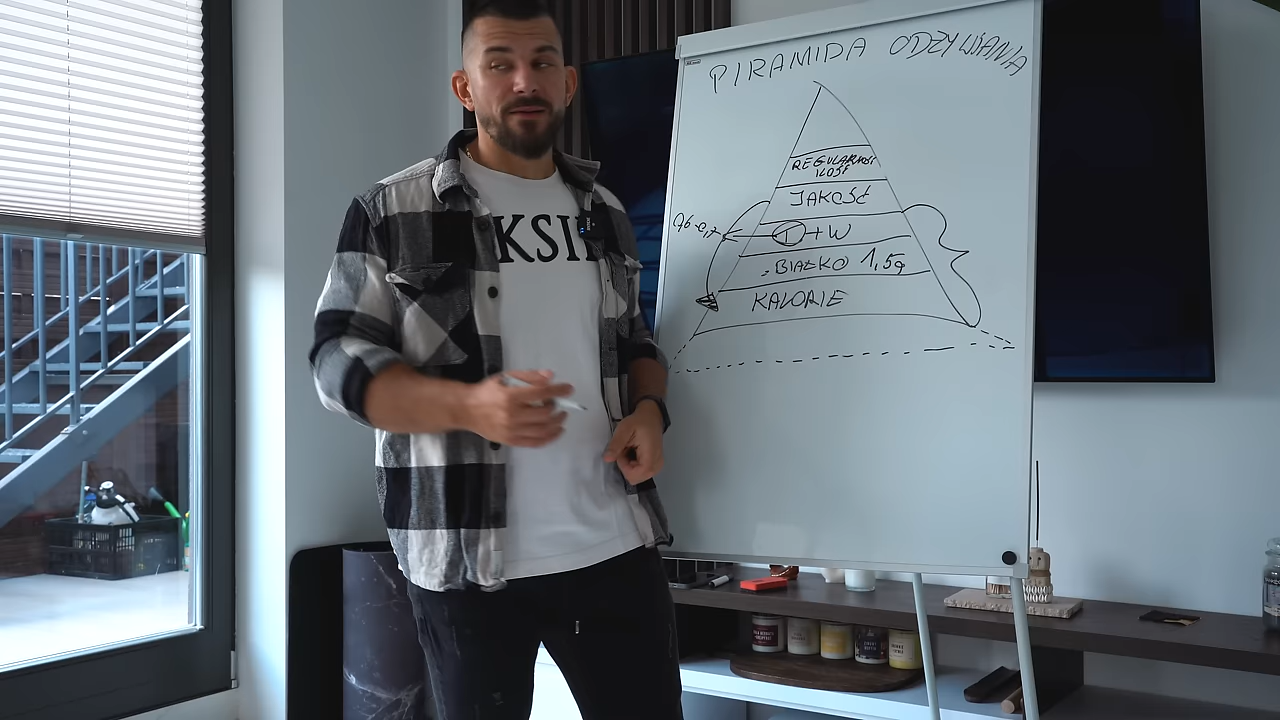 PIRAMIDA ODŻYWIANIA
REGULARNOŚĆ
ILOŚĆ
JAKOŚĆ
0,6-0,7
T+W
BIAŁKO 1,5g
KALORIE
KSI